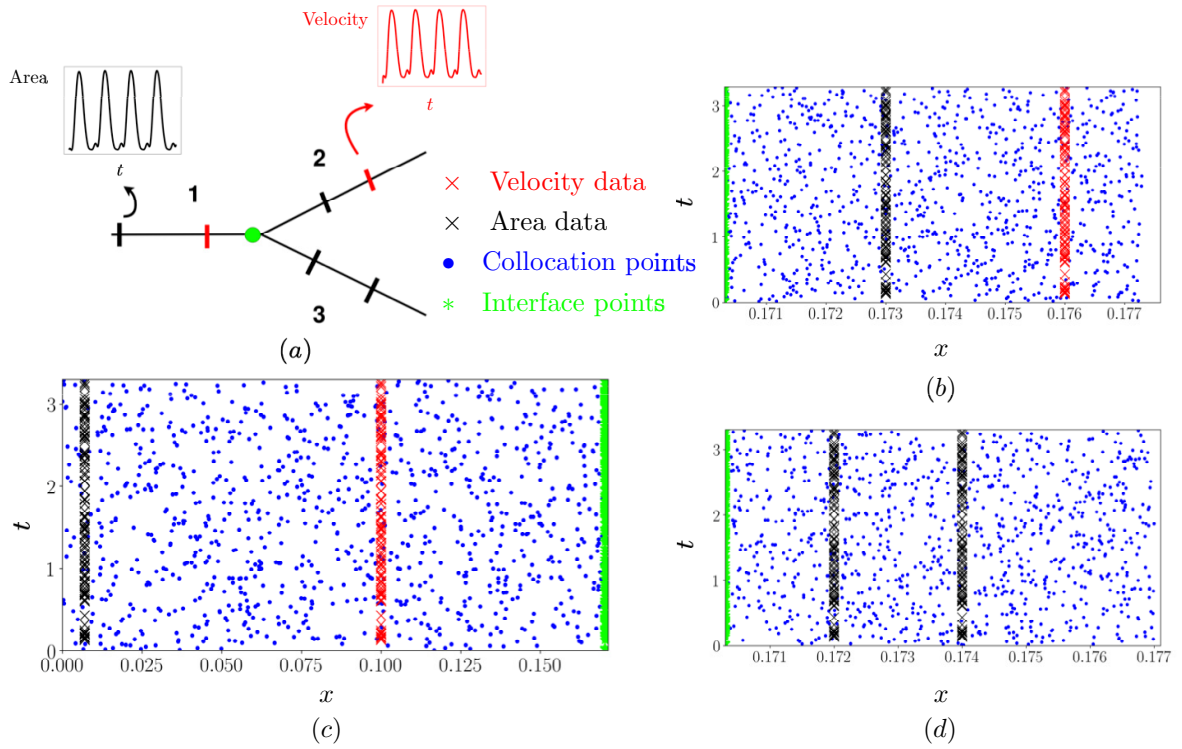 Velocity
t
Area
t
1
2
3
× Velocity data
× Area data
● Collocation points
* Interface points
(a)
t
3
2
1
0
0.171 0.172 0.173 0.174 0.175 0.176 0.177
x
(b)
t
3
2
1
0
0.000 0.025 0.050 0.075 0.100 0.125 0.150
x
(c)
t
3
2
1
0
0.171 0.172 0.173 0.174 0.175 0.176 0.177
x
(d)